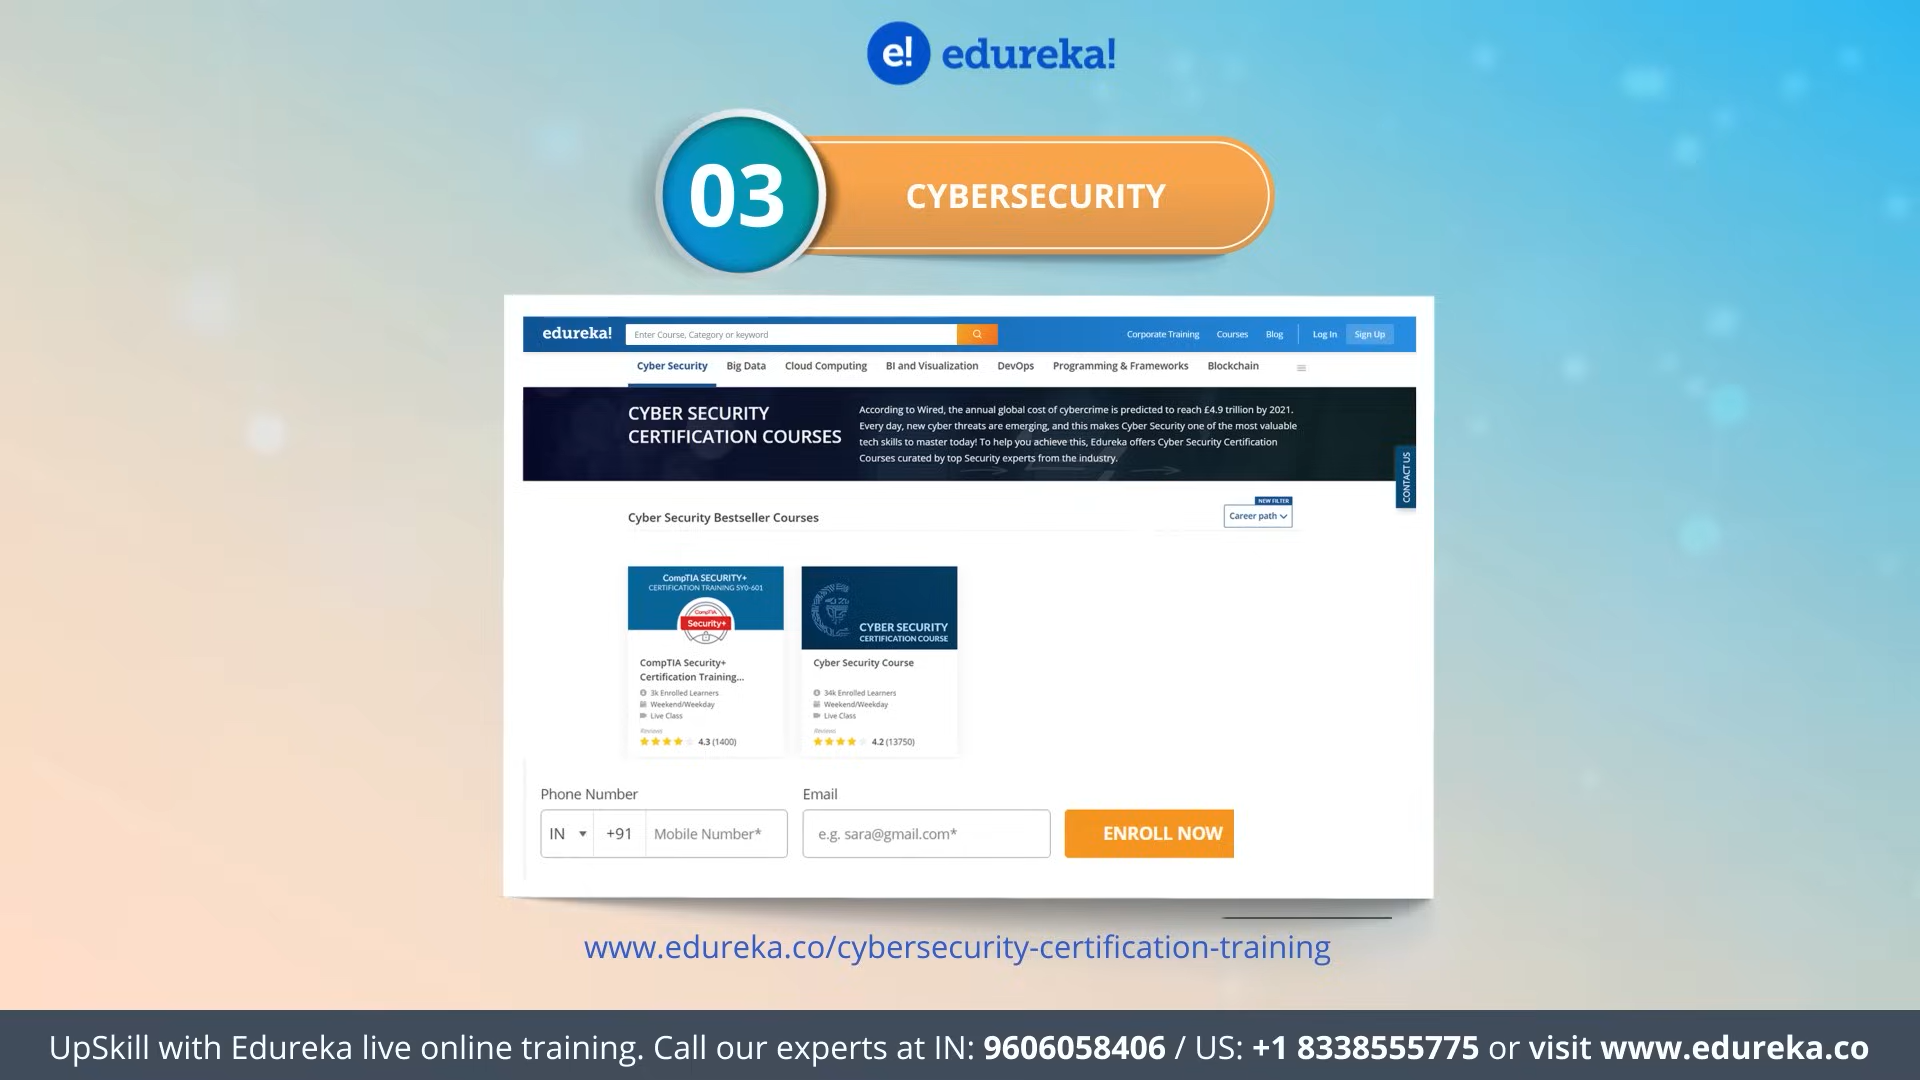 e! edureka!
03
CYBERSECURITY
edureka!
Enter Course, Category or keyword
Corporate Training
Courses
Blog
Log In
Sign Up
Cyber Security
Big Data
Cloud Computing
BI and Visualization
DevOps
Programming & Frameworks
Blockchain
CYBER SECURITY
CERTIFICATION COURSES
According to Wired, the annual global cost of cybercrime is predicted to reach £4.9 trillion by 2021.
Every day, new cyber threats are emerging, and this makes Cyber Security one of the most valuable
tech skills to master today! To help you achieve this, Edureka offers Cyber Security Certification
Courses curated by top Security experts from the industry.
CONTACT US
Cyber Security Bestseller Courses
NEW FILTER
Career path
CompTIA SECURITY+
CERTIFICATION TRAINING SY0-601
CompTIA
Security+
CompTIA Security+
Certification Training...
3k Enrolled Learners
Weekend/Weekday
Live Class
Reviews
4.3 (1400)
CYBER SECURITY
CERTIFICATION COURSE
Cyber Security Course
34k Enrolled Learners
Weekend/Weekday
Live Class
Reviews
4.2 (13750)
Phone Number
IN
+91
Mobile Number*
Email
e.g. sara@gmail.com*
ENROLL NOW
www.edureka.co/cybersecurity-certification-training
UpSkill with Edureka live online training. Call our experts at IN: 9606058406 / US: +1 8338555775 or visit www.edureka.co